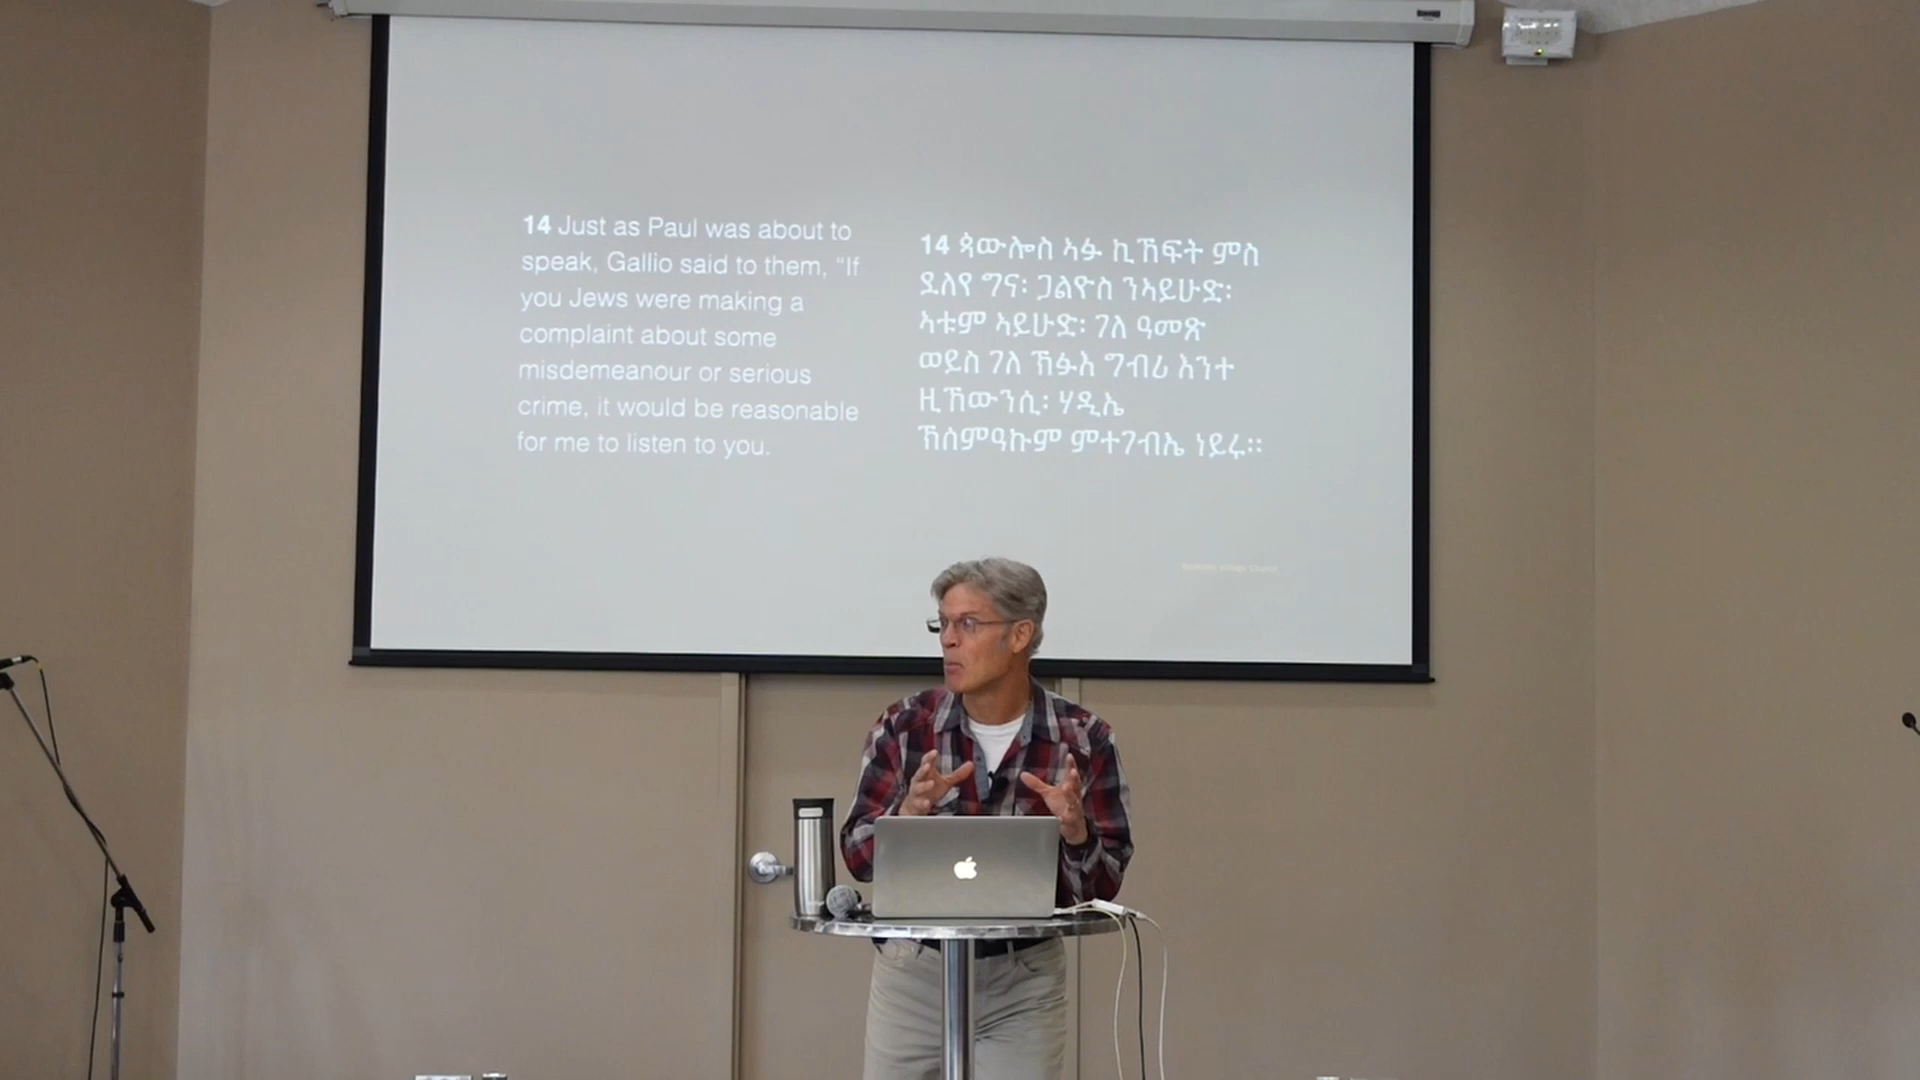 14 Just as Paul was about to
speak, Gallio said to them, “If
you Jews were making a
complaint about some
misdemeanour or serious
crime, it would be reasonable
for me to listen to you.
14 ጳውሎስ ኣፉ ኪኸፍት ምስ
ደለየ ግና፡ ጋልዮስ ንኣይሁድ፡
ኣቱም ኣይሁድ፡ ገለ ዓመጽ
ወይስ ገለ ኽፉእ ግብሪ እንተ
ዚኸውንሲ፡ ሃዲኤ
ኽሰምዓኩም ምተገብኤ ነይሩ።
Village Church